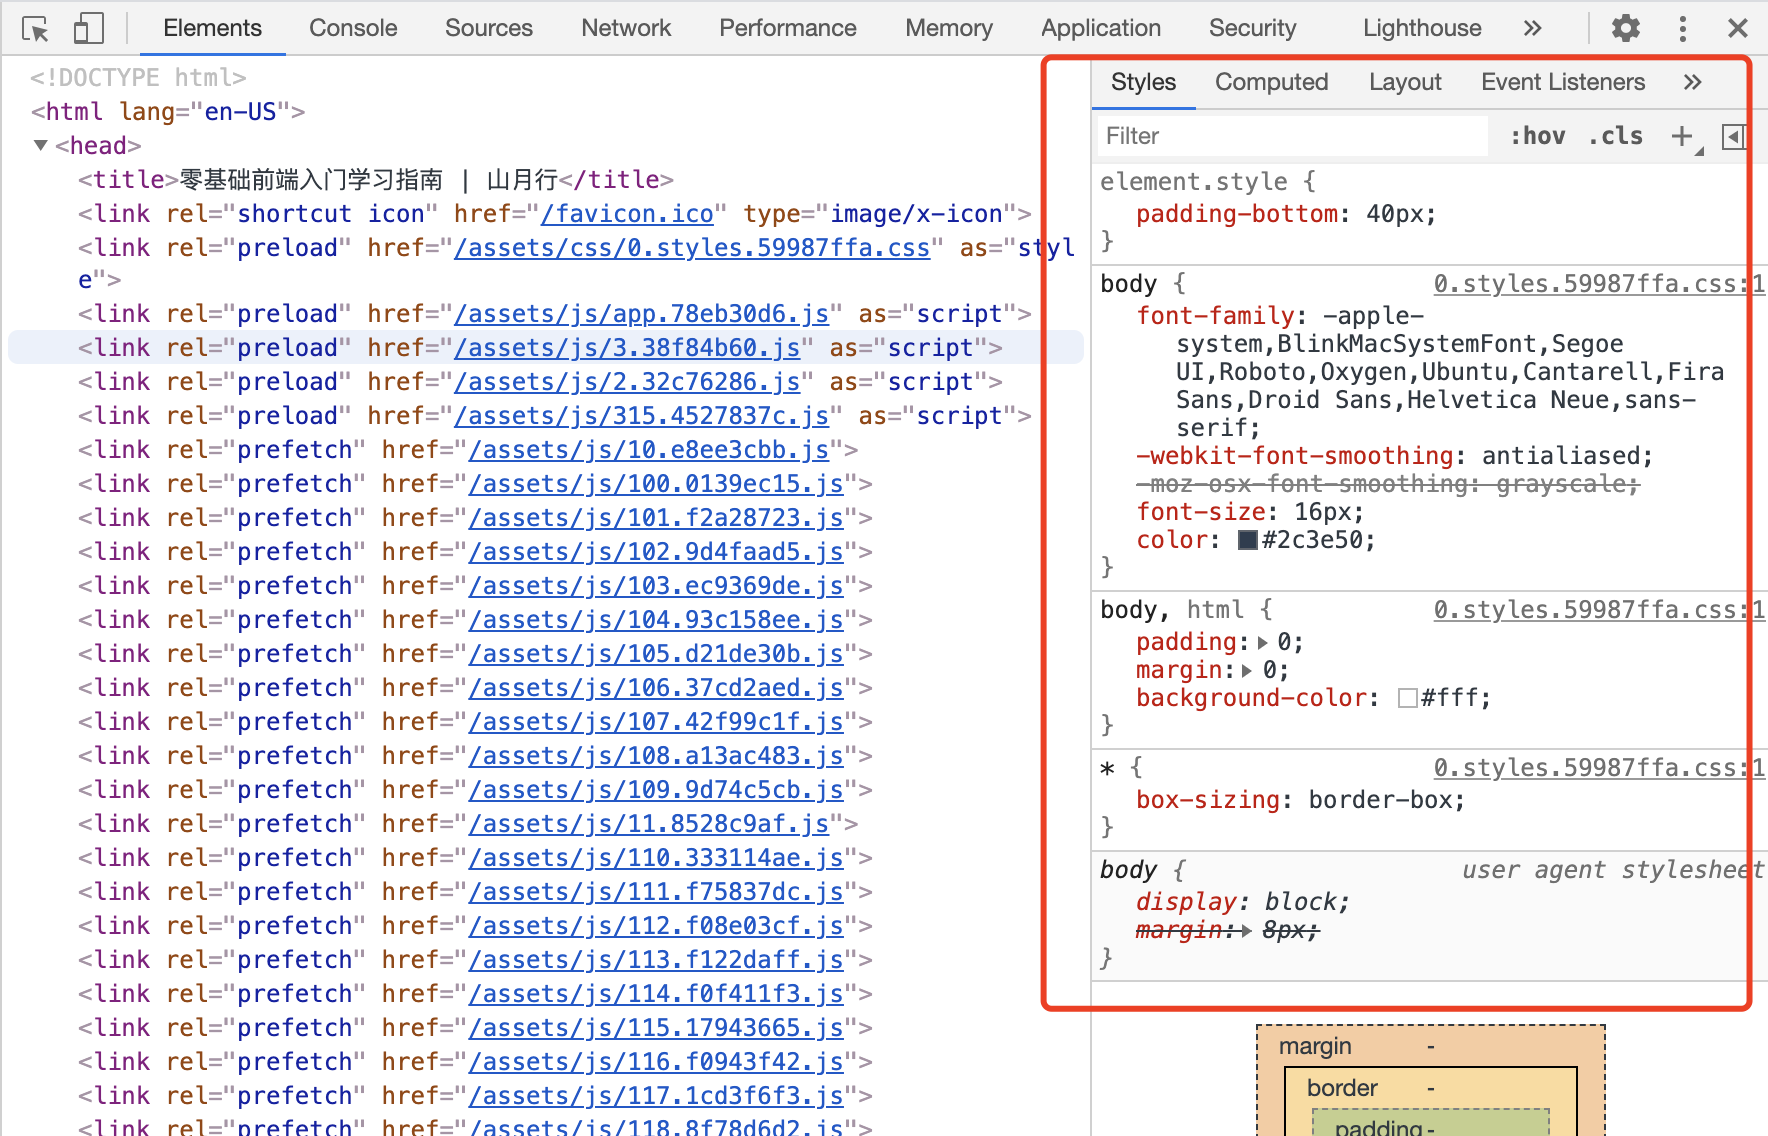 Elements Console Sources Network Performance Memory Application Security Lighthouse »
<!DOCTYPE html>
<html lang="en-US">
▼<head>
<title>零基础前端入门学习指南 | 山月行</title>
<link rel="shortcut icon" href="/favicon.ico" type="image/x-icon">
<link rel="preload" href="/assets/css/0.styles.59987ffa.css" as="styl
e">
<link rel="preload" href="/assets/js/app.78eb30d6.js" as="script">
<link rel="preload" href="/assets/js/3.38f84b60.js" as="script">
<link rel="preload" href="/assets/js/2.32c76286.js" as="script">
<link rel="preload" href="/assets/js/315.4527837c.js" as="script">
<link rel="prefetch" href="/assets/js/10.e8ee3cbb.js">
<link rel="prefetch" href="/assets/js/100.0139ec15.js">
<link rel="prefetch" href="/assets/js/101.f2a28723.js">
<link rel="prefetch" href="/assets/js/102.9d4faad5.js">
<link rel="prefetch" href="/assets/js/103.ec9369de.js">
<link rel="prefetch" href="/assets/js/104.93c158ee.js">
<link rel="prefetch" href="/assets/js/105.d21de30b.js">
<link rel="prefetch" href="/assets/js/106.37cd2aed.js">
<link rel="prefetch" href="/assets/js/107.42f99c1f.js">
<link rel="prefetch" href="/assets/js/108.a13ac483.js">
<link rel="prefetch" href="/assets/js/109.9d74c5cb.js">
<link rel="prefetch" href="/assets/js/11.8528c9af.js">
<link rel="prefetch" href="/assets/js/110.333114ae.js">
<link rel="prefetch" href="/assets/js/111.f75837dc.js">
<link rel="prefetch" href="/assets/js/112.f08e03cf.js">
<link rel="prefetch" href="/assets/js/113.f122daff.js">
<link rel="prefetch" href="/assets/js/114.f0f411f3.js">
<link rel="prefetch" href="/assets/js/115.17943665.js">
<link rel="prefetch" href="/assets/js/116.f0943f42.js">
<link rel="prefetch" href="/assets/js/117.1cd3f6f3.js">
<link rel="prefetch" href="/assets/js/118.8f78d6d2.js">
Styles Computed Layout Event Listeners »
Filter :hov .cls +
element.style {
padding-bottom: 40px;
}
body { 0.styles.59987ffa.css:1
font-family: -apple-
system,BlinkMacSystemFont,Segoe
UI,Roboto,Oxygen,Ubuntu,Cantarell,Fira
Sans,Droid Sans,Helvetica Neue,sans-
serif;
-webkit-font-smoothing: antialiased;
-moz-osx-font-smoothing: grayscale;
font-size: 16px;
color: #2c3e50;
}
body, html { 0.styles.59987ffa.css:1
padding:▶ 0;
margin:▶ 0;
background-color: #fff;
}
* { 0.styles.59987ffa.css:1
box-sizing: border-box;
}
body { user agent stylesheet
display: block;
margin:▶ 8px;
}
margin -
border -
padding -